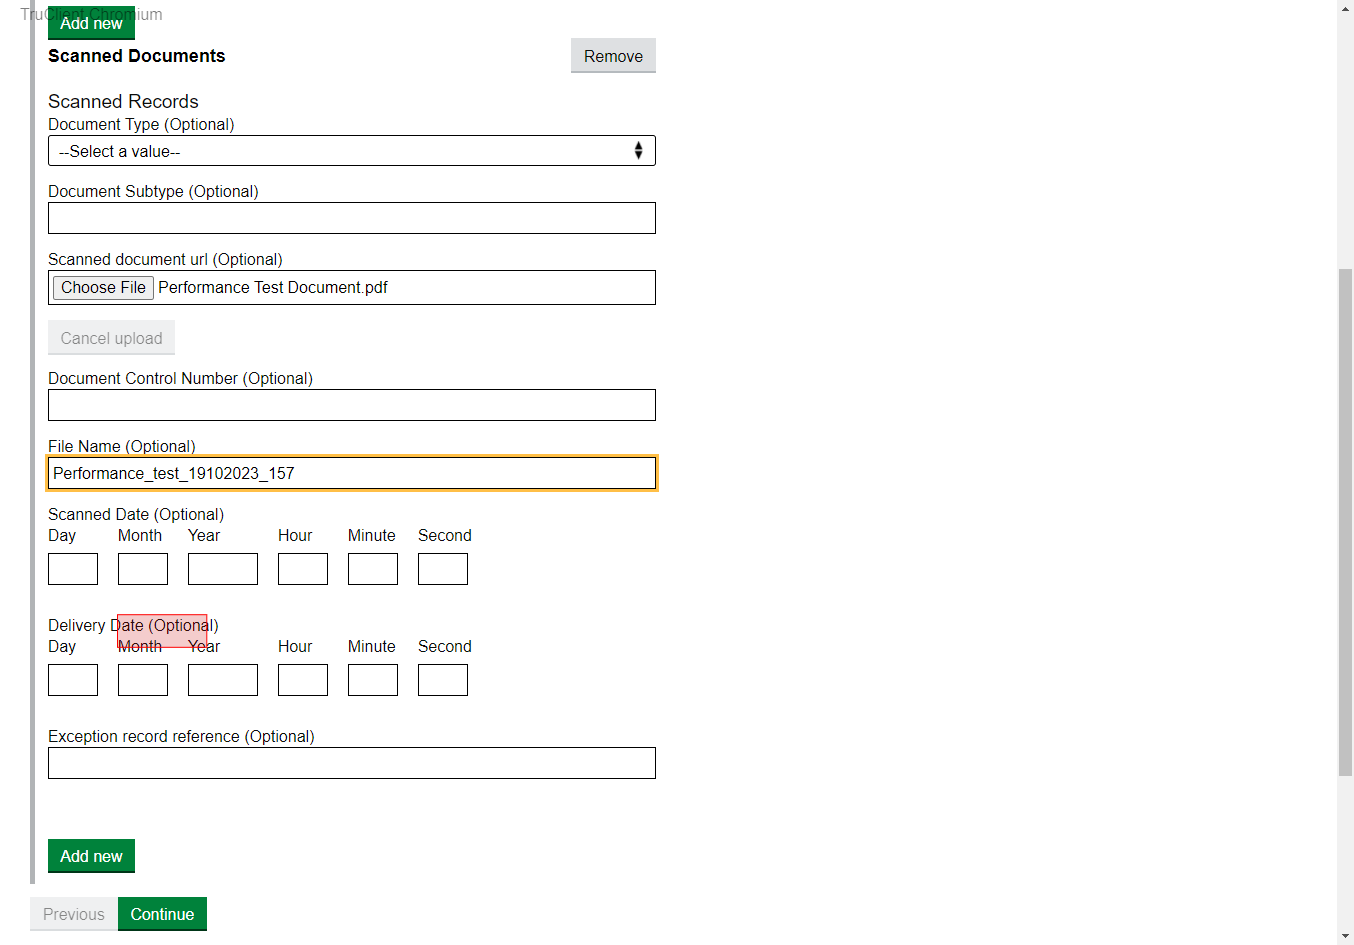 TruClient Chromium
Add new
Scanned Documents
Remove
Scanned Records
Document Type (Optional)
--Select a value--
Document Subtype (Optional)
Scanned document url (Optional)
Choose File Performance Test Document.pdf
Cancel upload
Document Control Number (Optional)
File Name (Optional)
Performance_test_19102023_157
Scanned Date (Optional)
Day Month Year Hour Minute Second
Delivery Date (Optional)
Day Month Year Hour Minute Second
Exception record reference (Optional)
Add new
Previous Continue